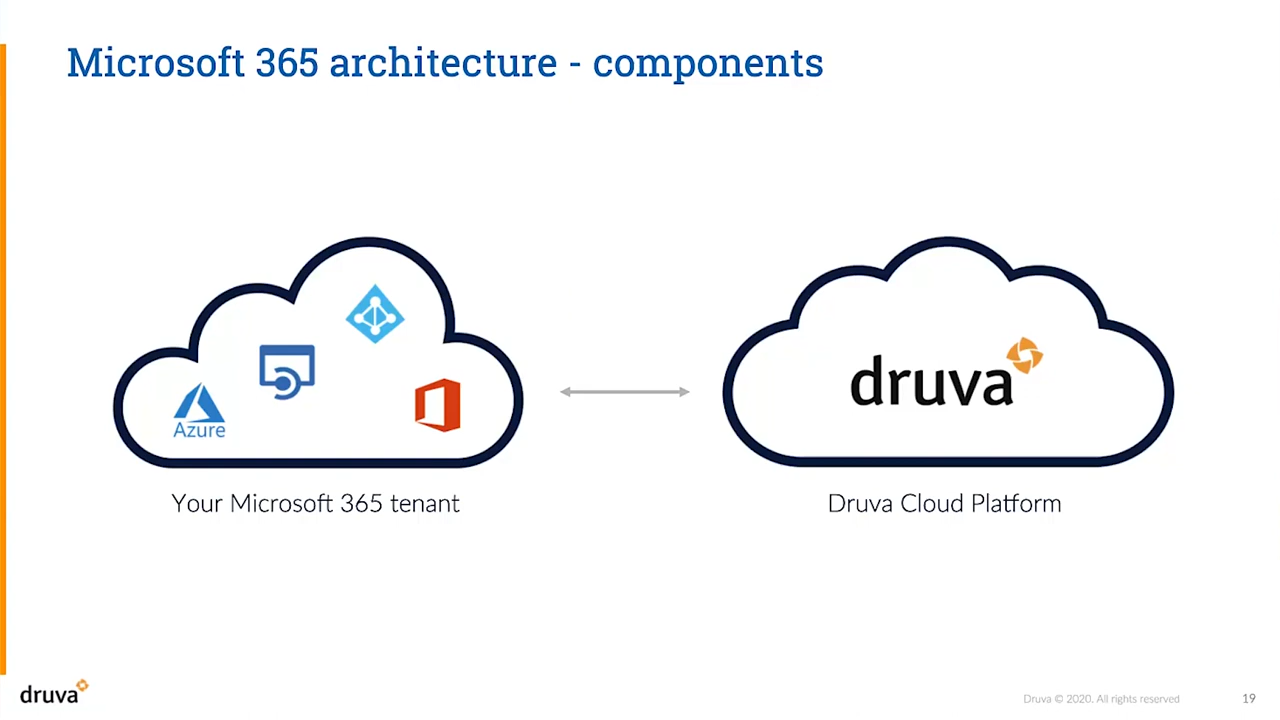 Microsoft 365 architecture - components
Azure
druva
Your Microsoft 365 tenant
Druva Cloud Platform
druva
Druva © 2020. All rights reserved
19